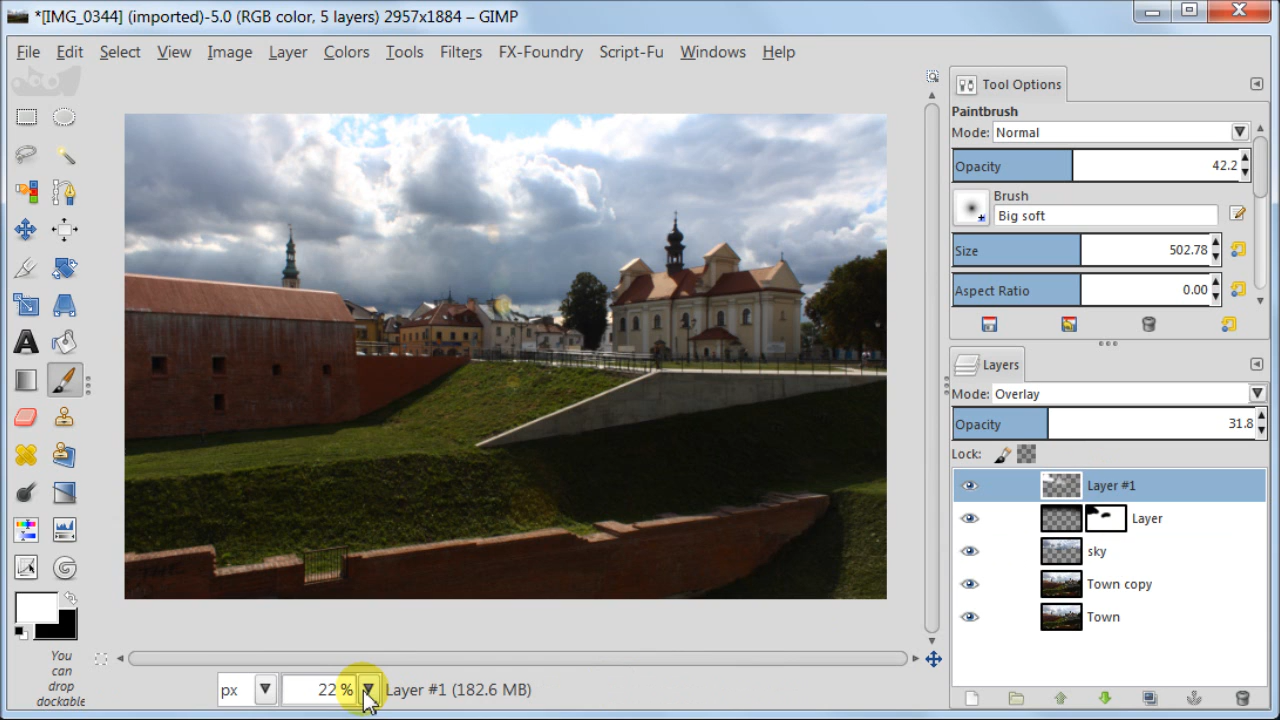 *[IMG_0344] (imported)-5.0 (RGB color, 5 layers) 2957x1884 – GIMP
File Edit Select View Image Layer Colors Tools Filters FX-Foundry Script-Fu Windows Help
Tool Options
Paintbrush
Mode: Normal
Opacity 42.2
Brush
Big soft
Size 502.78
Aspect Ratio 0.00
Layers
Mode: Overlay
Opacity 31.8
Lock:
Layer #1
Layer
sky
Town copy
Town
You
can
drop
dockable
px 22 % Layer #1 (182.6 MB)